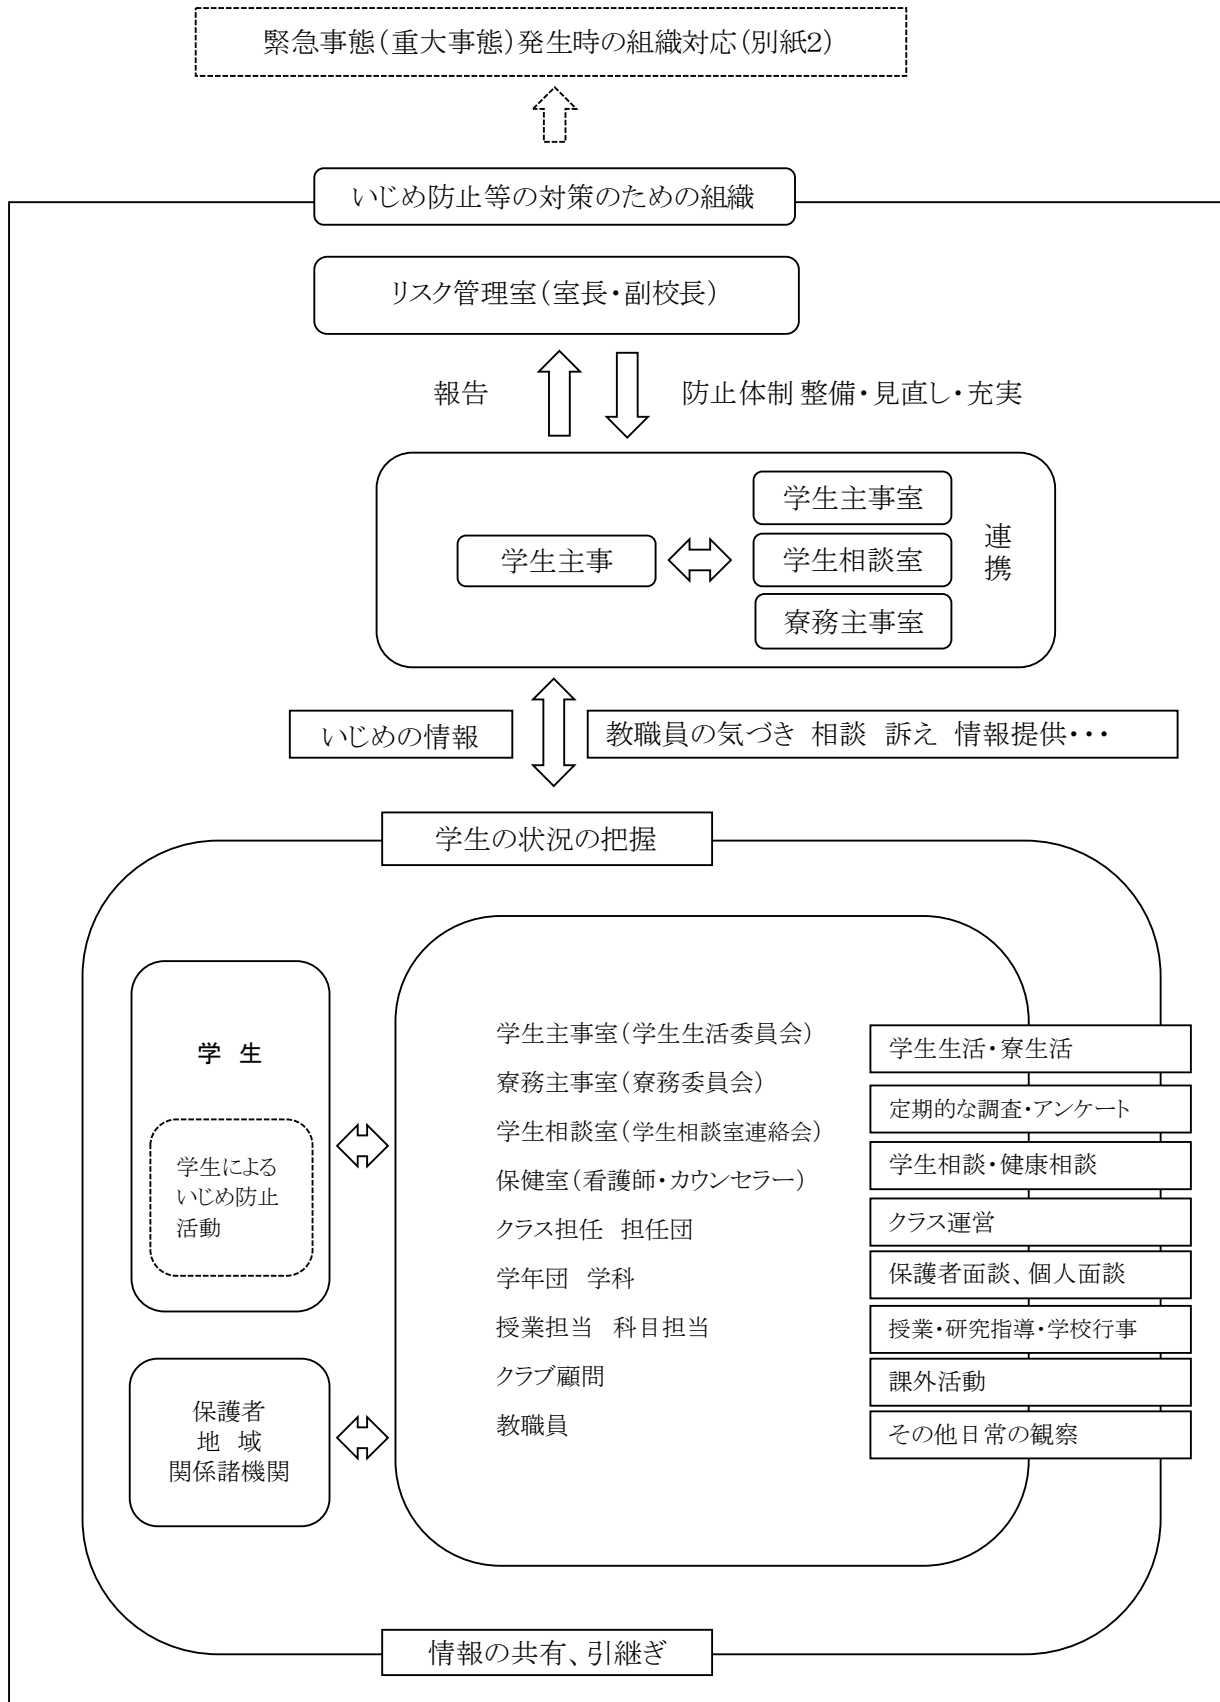 緊急事態(重大事態)発生時の組織対応(別紙2)
いじめ防止等の対策のための組織
リスク管理室(室長・副校長)
報告
防止体制 整備・見直し・充実
学生主事
学生主事室
学生相談室
寮務主事室
連携
いじめの情報
教職員の気づき 相談 訴え 情報提供・・・
学生の状況の把握
学 生
学生による
いじめ防止
活動
保護者
地 域
関係諸機関
学生主事室(学生生活委員会)
寮務主事室(寮務委員会)
学生相談室(学生相談室連絡会)
保健室(看護師・カウンセラー)
クラス担任 担任団
学年団 学科
授業担当 科目担当
クラブ顧問
教職員
学生生活・寮生活
定期的な調査・アンケート
学生相談・健康相談
クラス運営
保護者面談、個人面談
授業・研究指導・学校行事
課外活動
その他日常の観察
情報の共有、引継ぎ